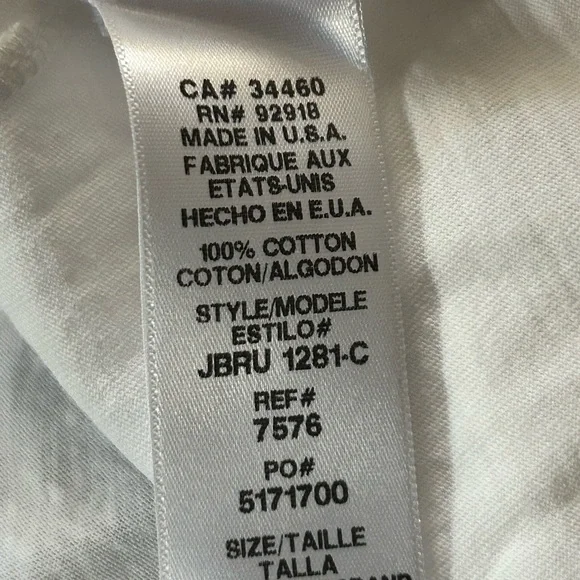 CA# 34460
RN# 92918
MADE IN U.S.A.
FABRIQUE AUX
ETATS-UNIS
HECHO EN E.U.A.
100% COTTON
COTON/ALGODON
STYLE/MODELE
ESTILO#
JBRU 1281-C
REF#
7576
PO#
5171700
SIZE/TAILLE
TALLA